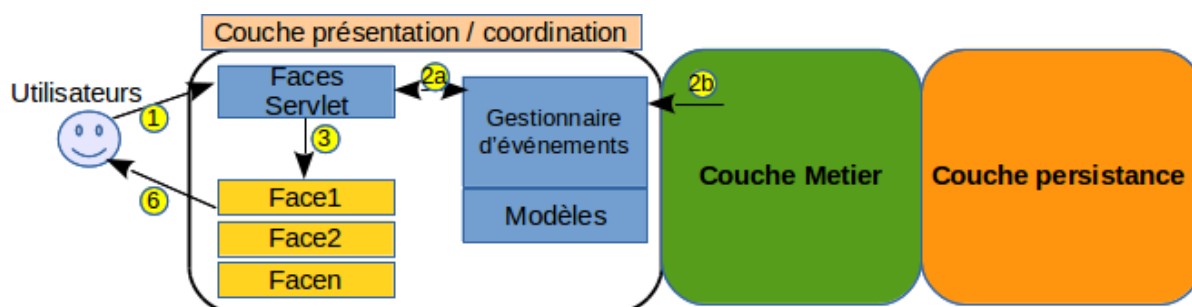 Couche présentation / coordination
Utilisateurs
1
Faces
Servlet
2a
2b
3
Gestionnaire
d'événements
Modèles
Couche Metier
Couche persistance
6
Face1
Face2
Facen